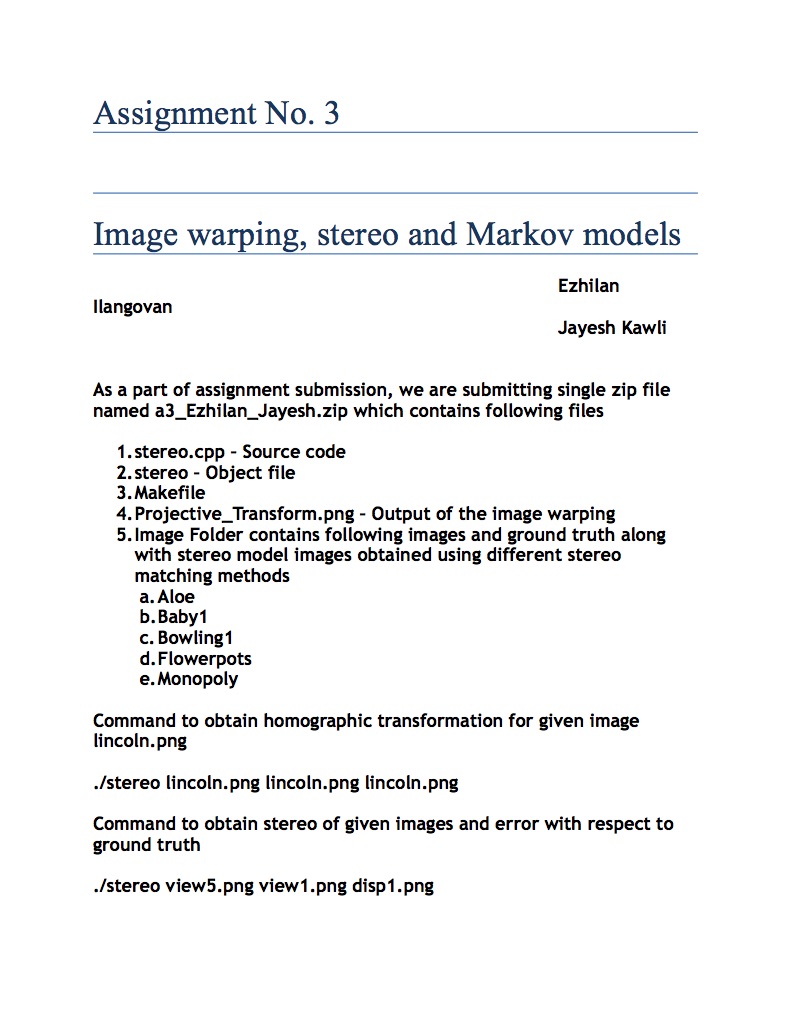 Assignment No. 3
Image warping, stereo and Markov models
Ezhilan
Ilangovan
Jayesh Kawli
As a part of assignment submission, we are submitting single zip file
named a3_Ezhilan_Jayesh.zip which contains following files
1. stereo.cpp – Source code
2. stereo – Object file
3. Makefile
4. Projective_Transform.png – Output of the image warping
5. Image Folder contains following images and ground truth along
with stereo model images obtained using different stereo
matching methods
a. Aloe
b. Baby1
c. Bowling1
d. Flowerpots
e. Monopoly
Command to obtain homographic transformation for given image
lincoln.png
./stereo lincoln.png lincoln.png lincoln.png
Command to obtain stereo of given images and error with respect to
ground truth
./stereo view5.png view1.png disp1.png